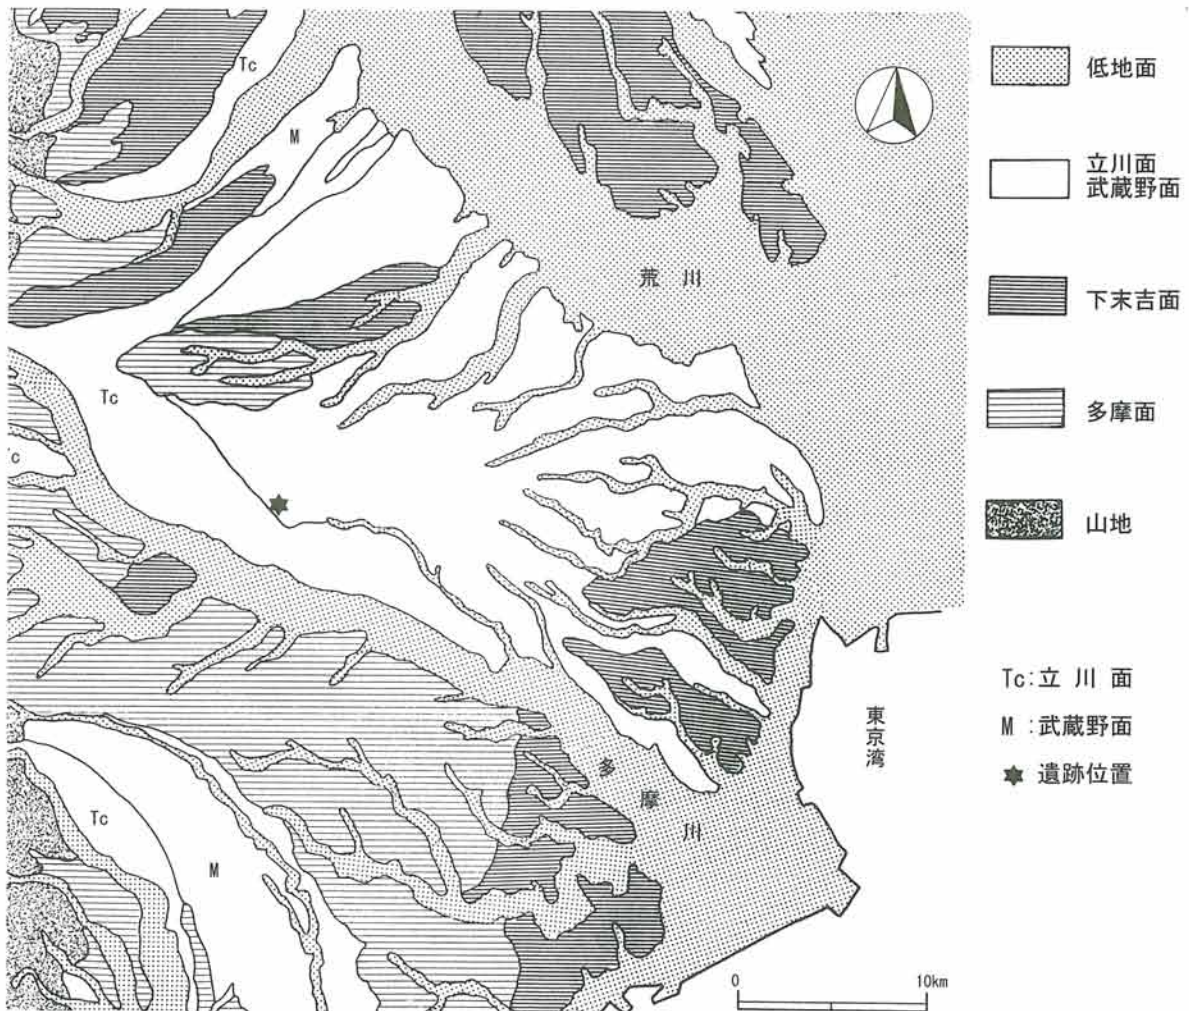 低地面
立川面
武蔵野面
下末吉面
多摩面
山地
Tc:立川面
M:武蔵野面
遺跡位置
Tc
M
荒川
Tc
c
東京湾
多摩川
Tc
M
0
10km